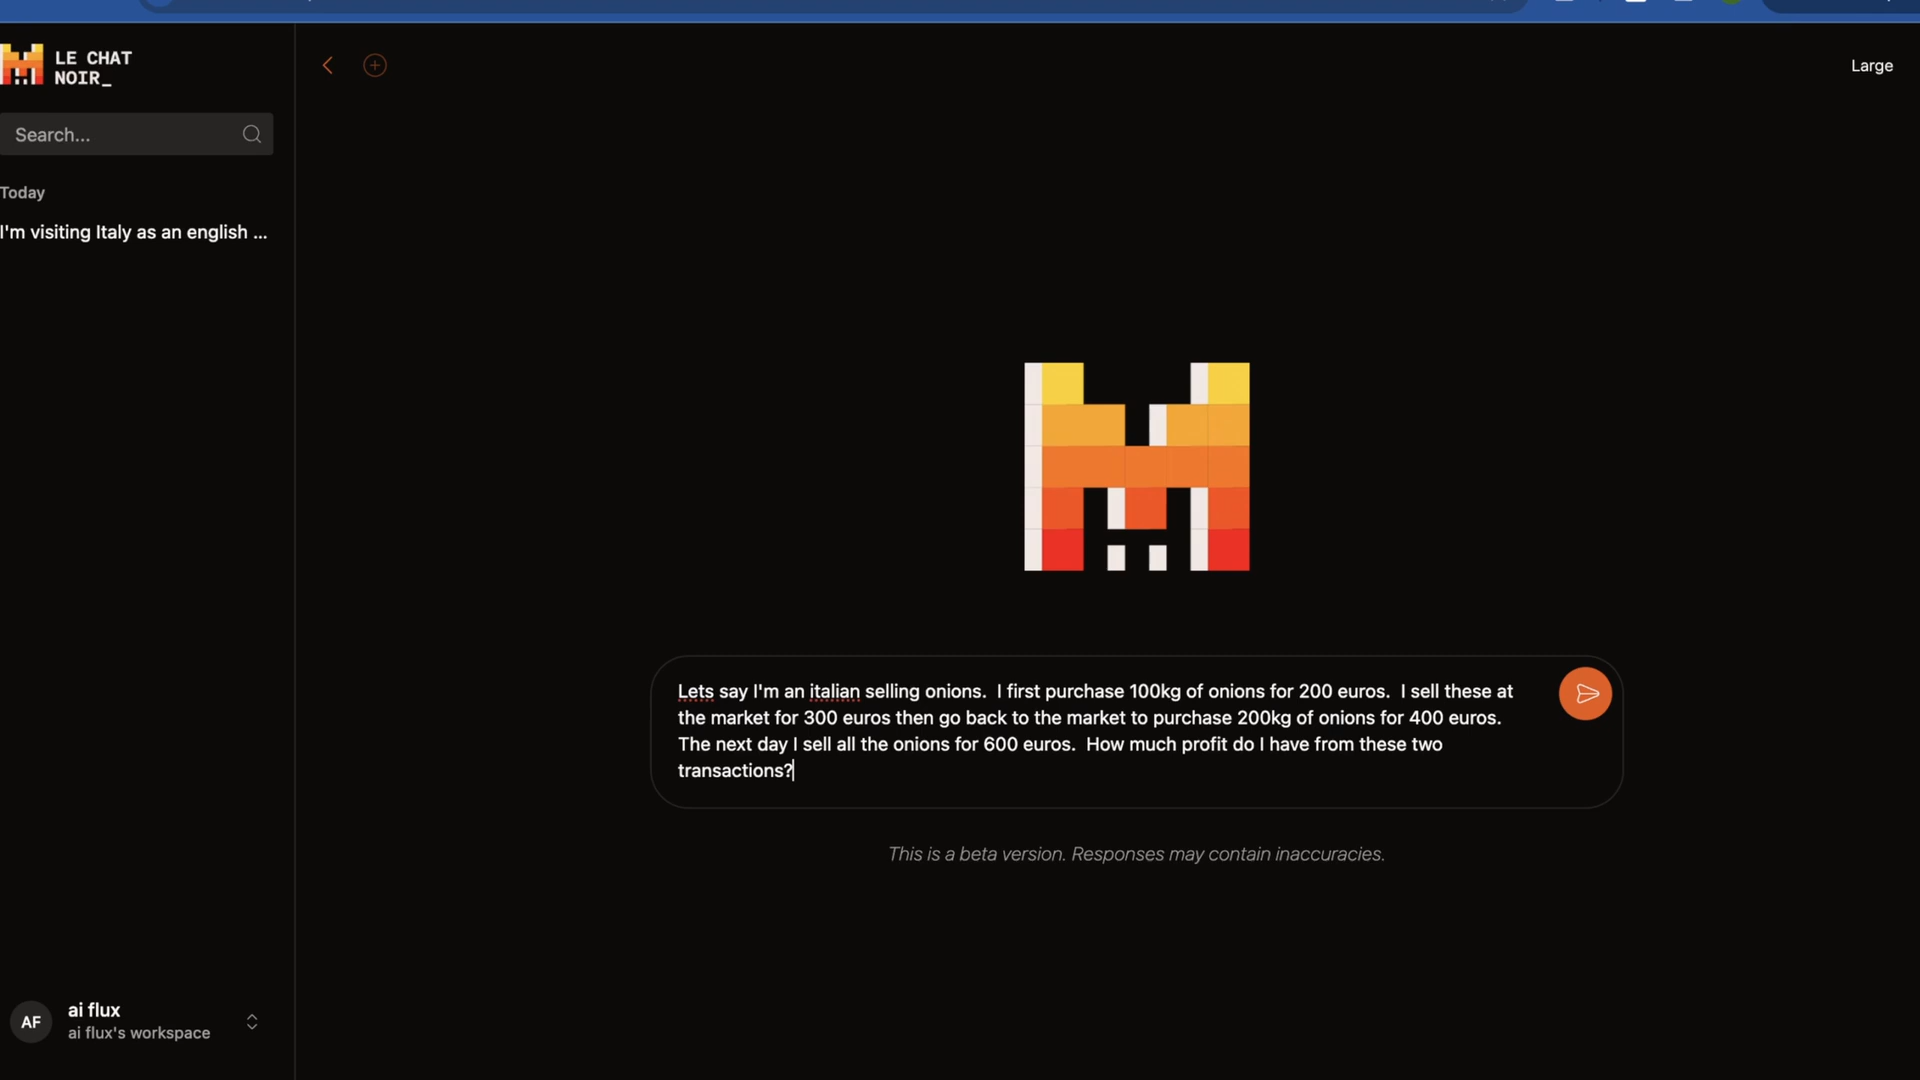 LE CHAT
NOIR_
Large
Search...
Today
I'm visiting Italy as an english ...
Lets say I'm an italian selling onions.  I first purchase 100kg of onions for 200 euros.  I sell these at
the market for 300 euros then go back to the market to purchase 200kg of onions for 400 euros.
The next day I sell all the onions for 600 euros.  How much profit do I have from these two
transactions?
This is a beta version. Responses may contain inaccuracies.
AF
ai flux
ai flux's workspace